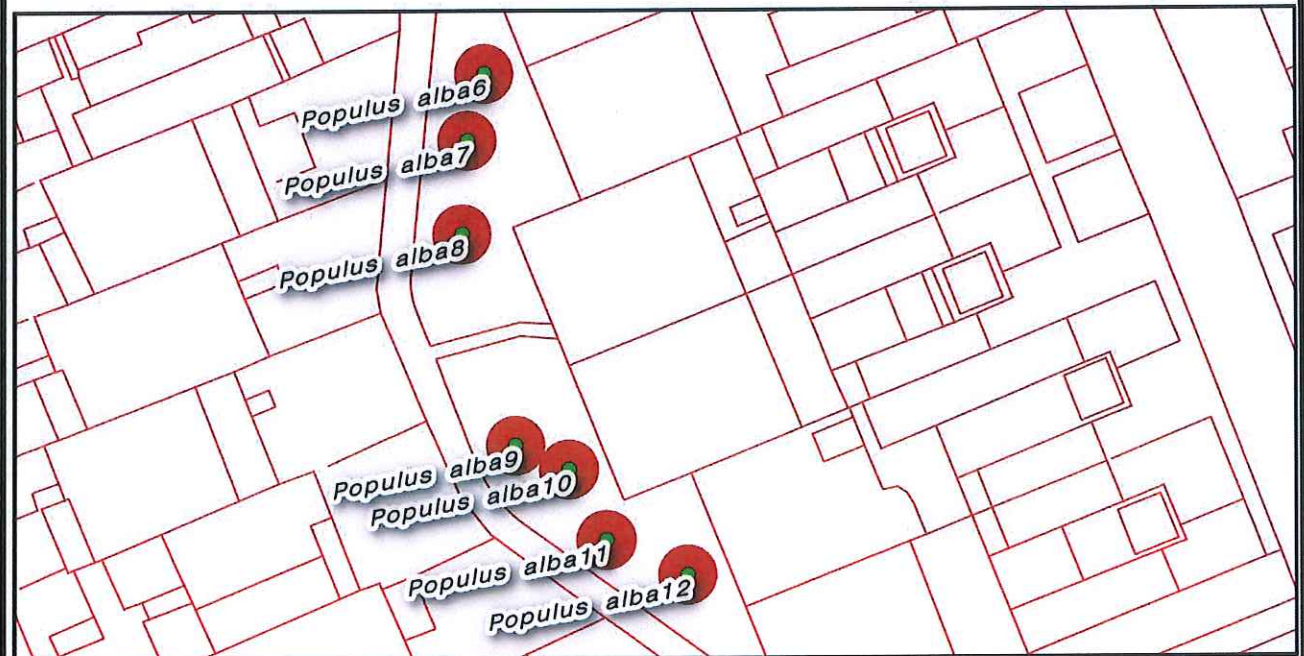 Populus alba6
Populus alba7
Populus alba8
Populus alba9
Populus alba10
Populus alba11
Populus alba12